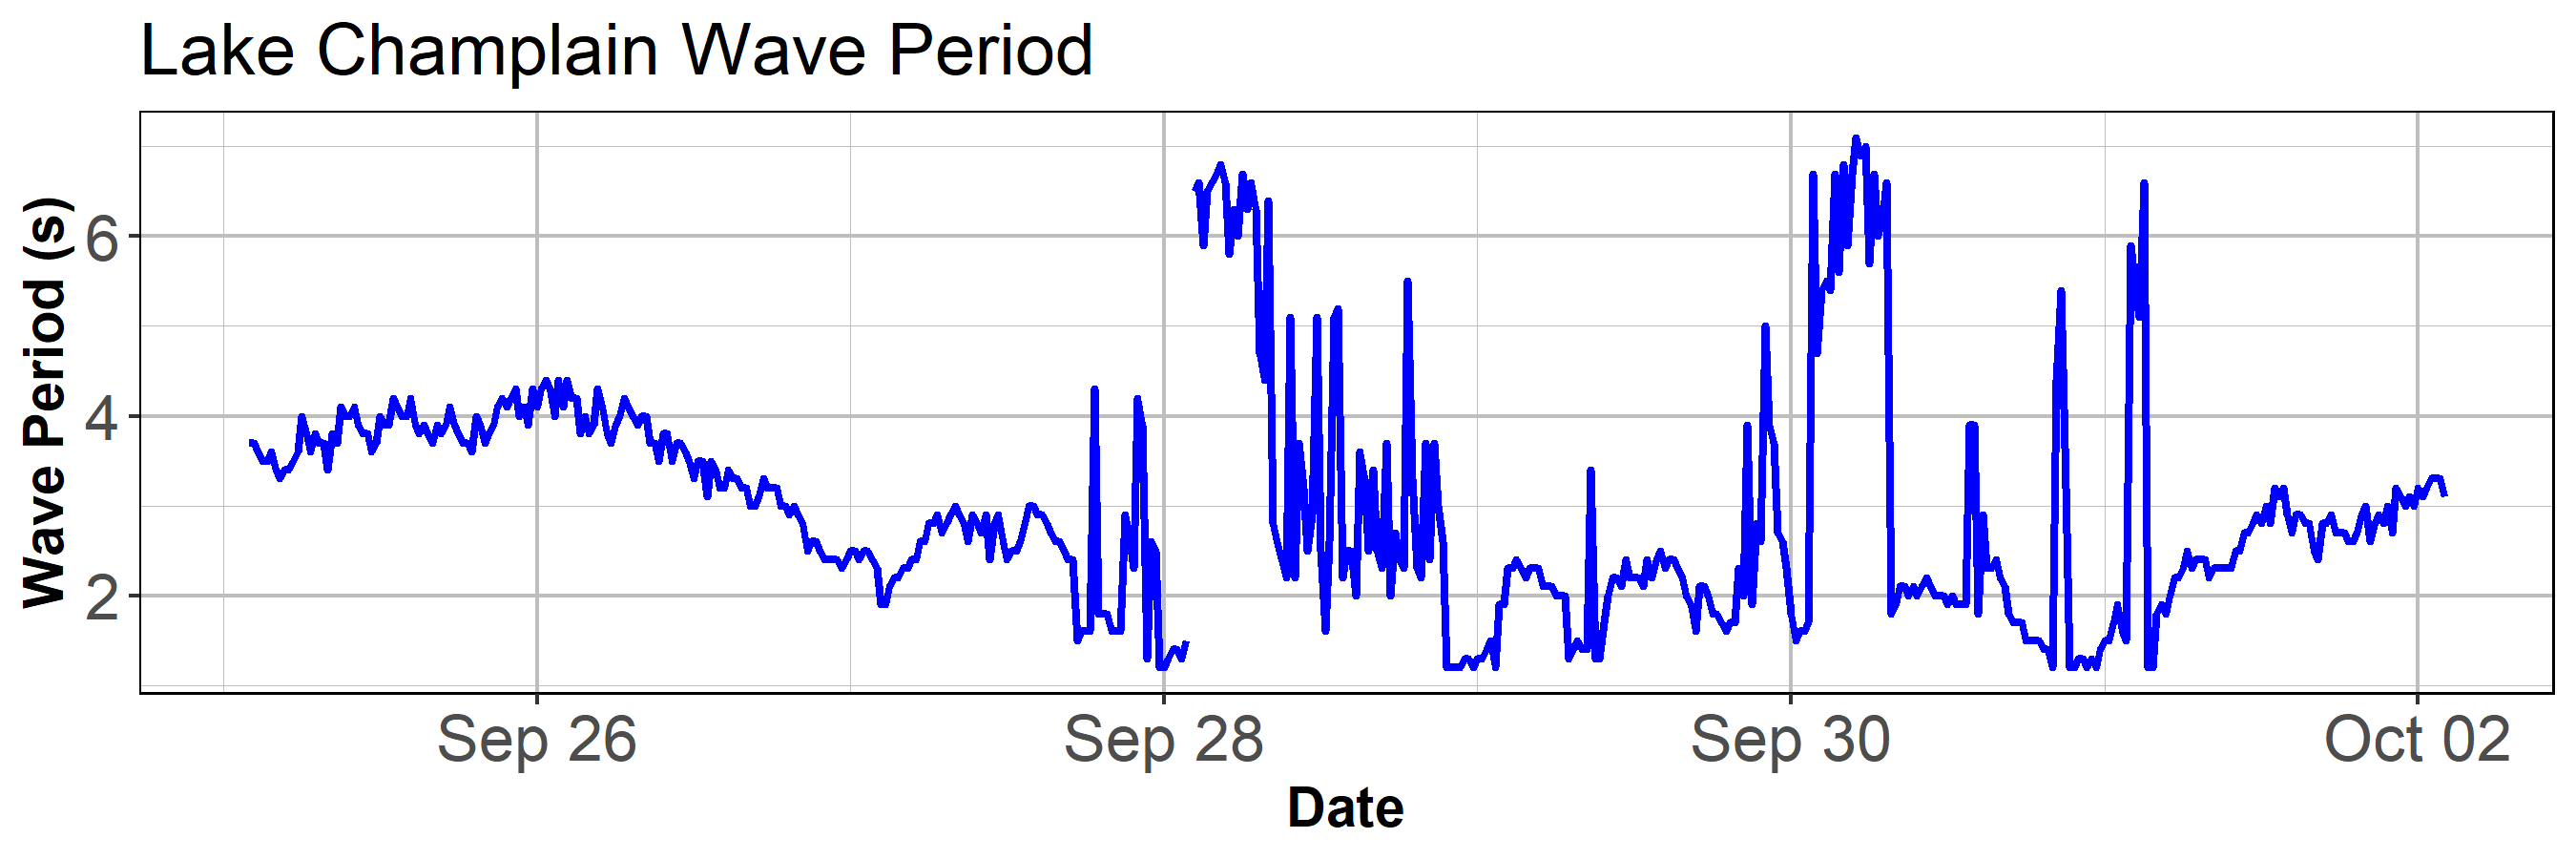 Lake Champlain Wave Period
Wave Period (s)
6
4
2
Sep 26 Sep 28 Sep 30 Oct 02
Date